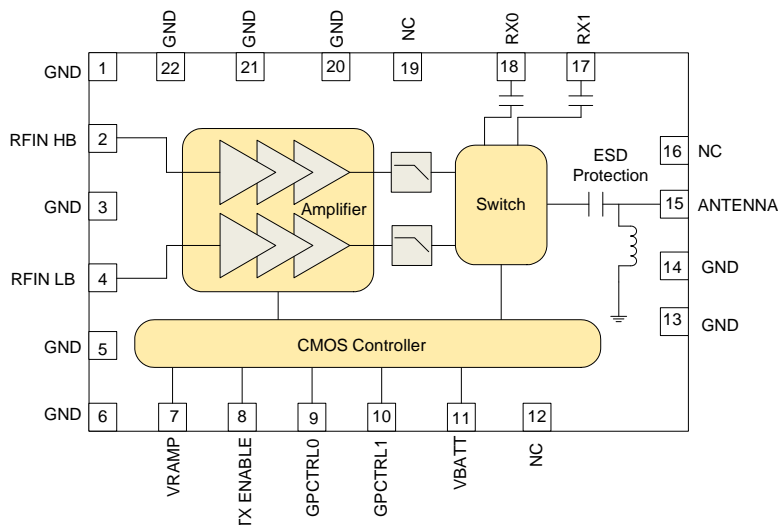 GND
GND
GND
NC
RX0
RX1
GND 1
22
21
20
19
18
17
RFIN HB 2
16 NC
ESD
Protection
GND 3
Amplifier
Switch
15 ANTENNA
RFIN LB 4
14 GND
13 GND
GND 5
CMOS Controller
GND 6
7
8
9
10
11
12
VRAMP
TX ENABLE
GPCTRL0
GPCTRL1
VBATT
NC